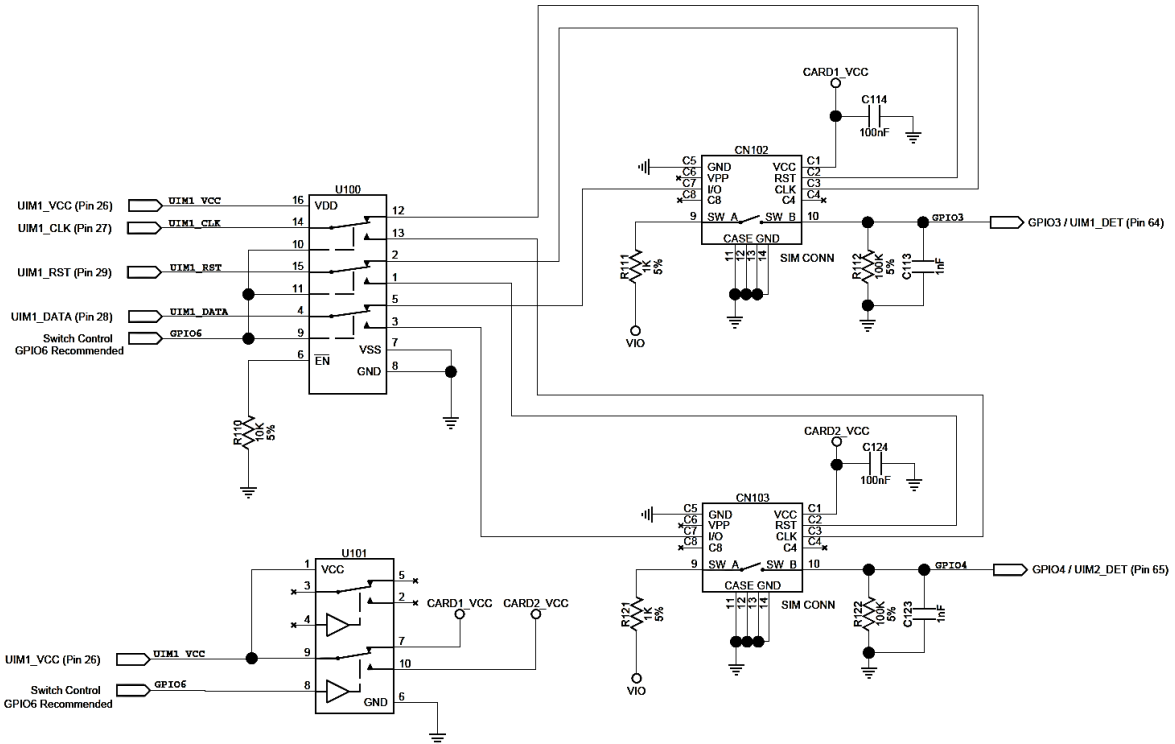 CARD1_VCC
C114
100nF
CN102
C5
GND
VCC
C1
C6
VPP
RST
C2
C7
I/O
CLK
C3
C8
C8
C4
C4
9
SW A
SW B
10
GPIO3
GPIO3 / UIM1_DET (Pin 64)
CASE GND
11
12
13
14
SIM CONN
R111
1K
5%
VIO
R112
100K
5%
C113
1nF
U100
UIM1_VCC (Pin 26)
UIM1 VCC
16
VDD
12
UIM1_CLK (Pin 27)
UIM1_CLK
14
13
10
2
UIM1_RST (Pin 29)
UIM1_RST
15
1
11
5
UIM1_DATA (Pin 28)
UIM1_DATA
4
3
Switch Control
GPIO6 Recommended
GPIO6
9
VSS
7
6
EN
GND
8
R110
10K
5%
CARD2_VCC
C124
100nF
CN103
C5
GND
VCC
C1
C6
VPP
RST
C2
C7
I/O
CLK
C3
C8
C8
C4
C4
9
SW A
SW B
10
GPIO4
GPIO4 / UIM2_DET (Pin 65)
CASE GND
11
12
13
14
SIM CONN
R121
1K
5%
VIO
R122
100K
5%
C123
1nF
U101
1
VCC
5
3
2
4
CARD1_VCC
CARD2_VCC
UIM1_VCC (Pin 26)
UIM1 VCC
9
7
10
Switch Control
GPIO6 Recommended
GPIO6
8
GND
6